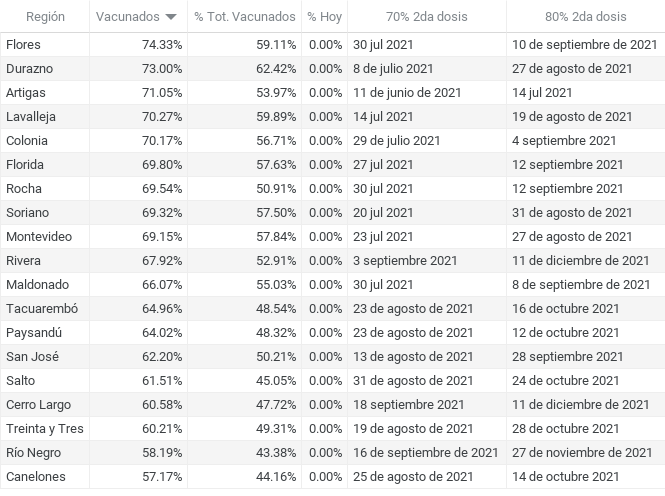 Región Vacunados % Tot. Vacunados % Hoy 70% 2da dosis 80% 2da dosis
Flores 74.33% 59.11% 0.00% 30 jul 2021 10 de septiembre de 2021
Durazno 73.00% 62.42% 0.00% 8 de julio 2021 27 de agosto de 2021
Artigas 71.05% 53.97% 0.00% 11 de junio de 2021 14 jul 2021
Lavalleja 70.27% 59.89% 0.00% 14 jul 2021 19 de agosto de 2021
Colonia 70.17% 56.71% 0.00% 29 de julio 2021 4 septiembre 2021
Florida 69.80% 57.63% 0.00% 27 jul 2021 12 septiembre 2021
Rocha 69.54% 50.91% 0.00% 30 jul 2021 12 septiembre 2021
Soriano 69.32% 57.50% 0.00% 20 jul 2021 31 de agosto de 2021
Montevideo 69.15% 57.84% 0.00% 23 jul 2021 27 de agosto de 2021
Rivera 67.92% 52.91% 0.00% 3 septiembre 2021 11 de diciembre de 2021
Maldonado 66.07% 55.03% 0.00% 30 jul 2021 8 de septiembre de 2021
Tacuarembó 64.96% 48.54% 0.00% 23 de agosto de 2021 16 de octubre 2021
Paysandú 64.02% 48.32% 0.00% 23 de agosto de 2021 12 de octubre 2021
San José 62.20% 50.21% 0.00% 13 de agosto de 2021 28 septiembre 2021
Salto 61.51% 45.05% 0.00% 31 de agosto de 2021 24 de octubre 2021
Cerro Largo 60.58% 47.72% 0.00% 18 septiembre 2021 11 de diciembre de 2021
Treinta y Tres 60.21% 49.31% 0.00% 19 de agosto de 2021 28 de octubre 2021
Río Negro 58.19% 43.38% 0.00% 16 de septiembre de 2021 27 de noviembre de 2021
Canelones 57.17% 44.16% 0.00% 25 de agosto de 2021 14 de octubre 2021